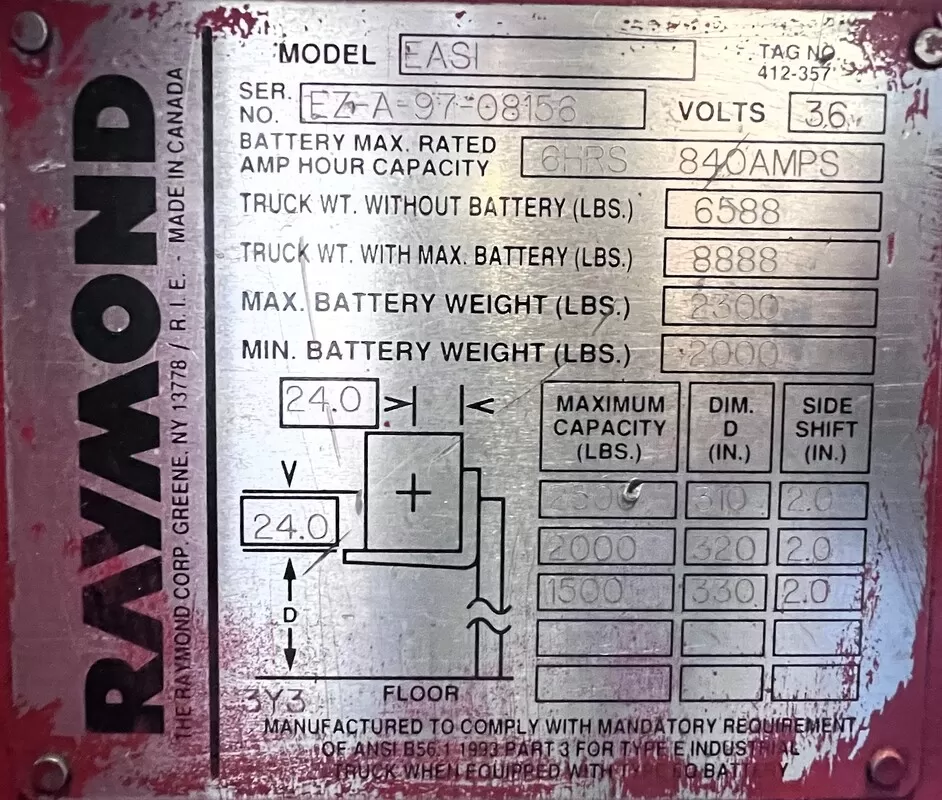 RAYMOND
THE RAYMOND CORP. GREENE, NY 13778 / R.I.E. - MADE IN CANADA
MODEL EASI
TAG NO.
412-357
SER. NO. EZ-A-97-08156
VOLTS 36
BATTERY MAX. RATED
AMP HOUR CAPACITY 6HRS 840AMPS
TRUCK WT. WITHOUT BATTERY (LBS.) 6588
TRUCK WT. WITH MAX. BATTERY (LBS.) 8888
MAX. BATTERY WEIGHT (LBS.) 2300
MIN. BATTERY WEIGHT (LBS.) 2000
24.0
24.0
D
FLOOR
3Y3
MAXIMUM CAPACITY (LBS.) DIM. D (IN.) SIDE SHIFT (IN.)
310 2.0
2000 320 2.0
1500 330 2.0
MANUFACTURED TO COMPLY WITH MANDATORY REQUIREMENT
OF ANSI B56.1 1993 PART 3 FOR TYPE E INDUSTRIAL
TRUCK WHEN EQUIPPED WITH TYPE EO BATTERY